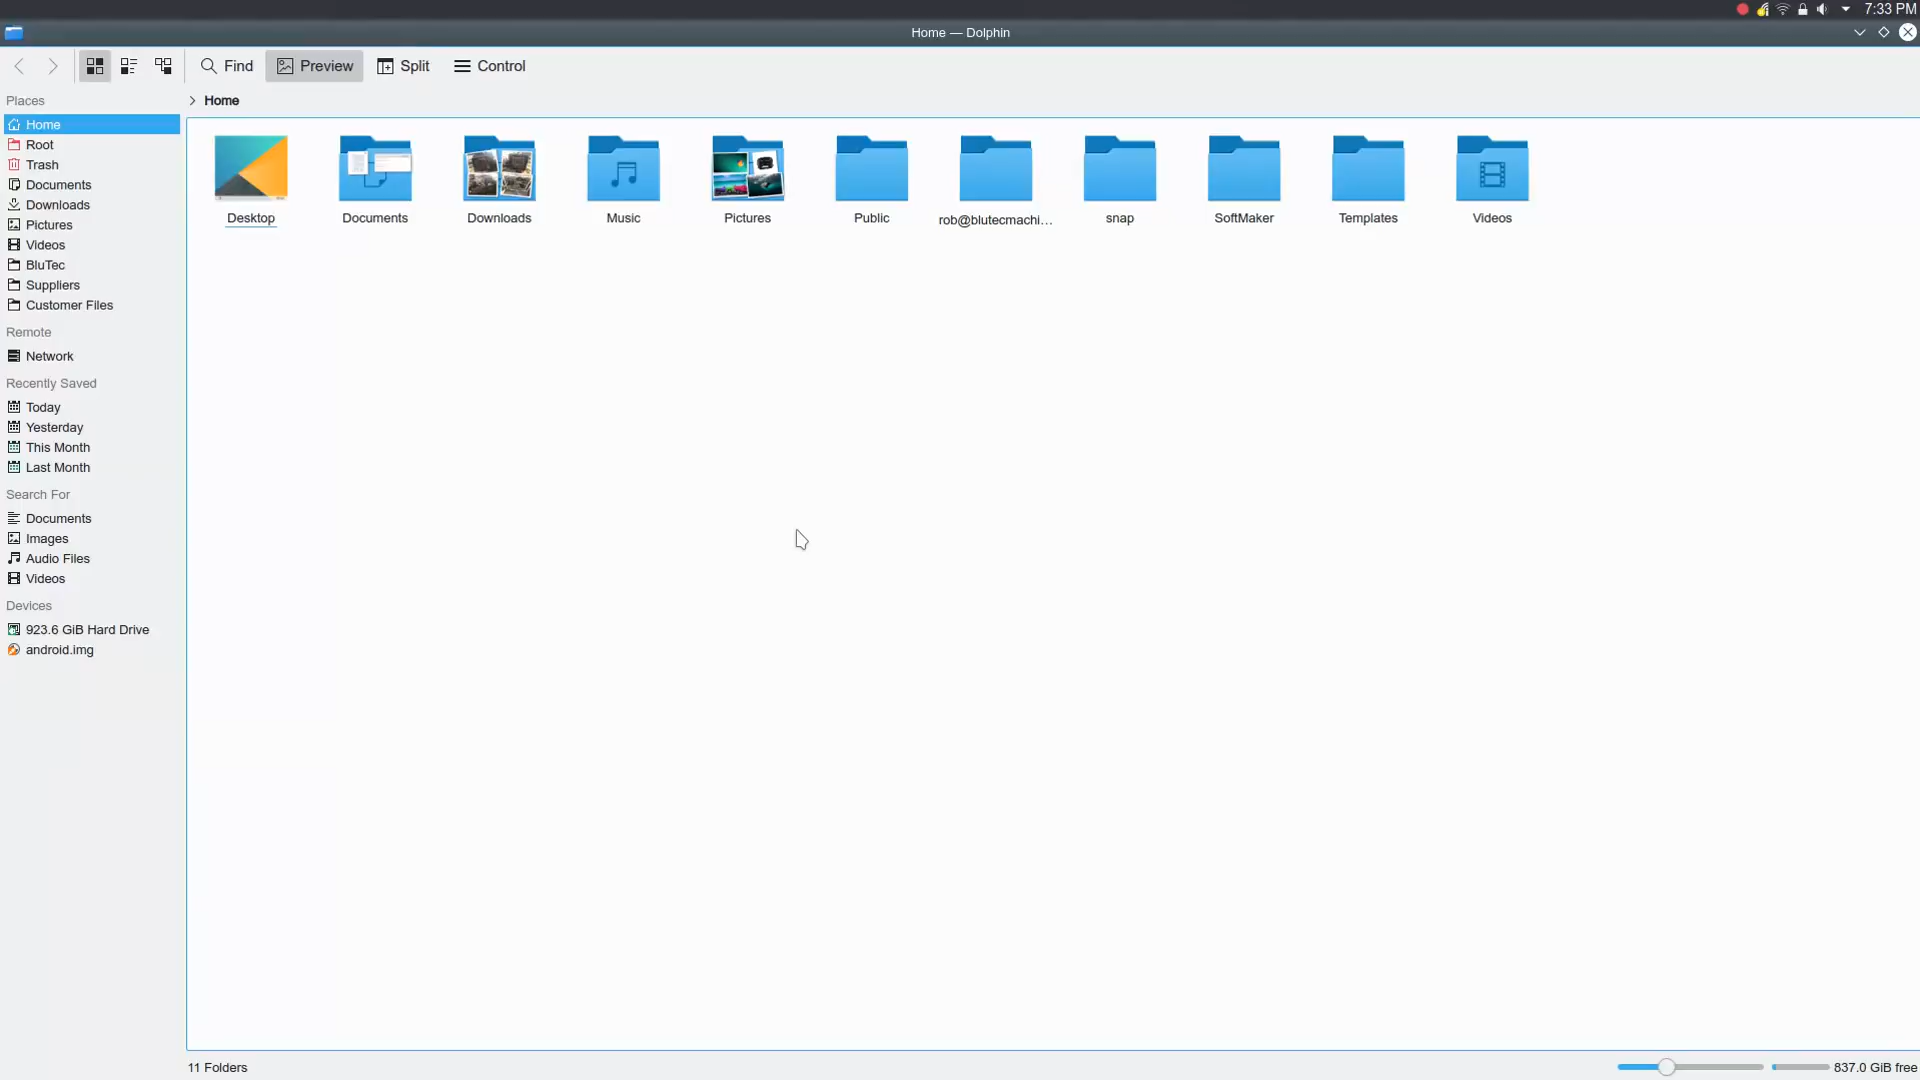 7:33 PM
Home — Dolphin
Find
Preview
Split
Control
Places
Home
Root
Trash
Documents
Downloads
Pictures
Videos
BluTec
Suppliers
Customer Files
Remote
Network
Recently Saved
Today
Yesterday
This Month
Last Month
Search For
Documents
Images
Audio Files
Videos
Devices
923.6 GiB Hard Drive
android.img
Home
Desktop
Documents
Downloads
Music
Pictures
Public
rob@blutecmachi...
snap
SoftMaker
Templates
Videos
11 Folders
837.0 GiB free